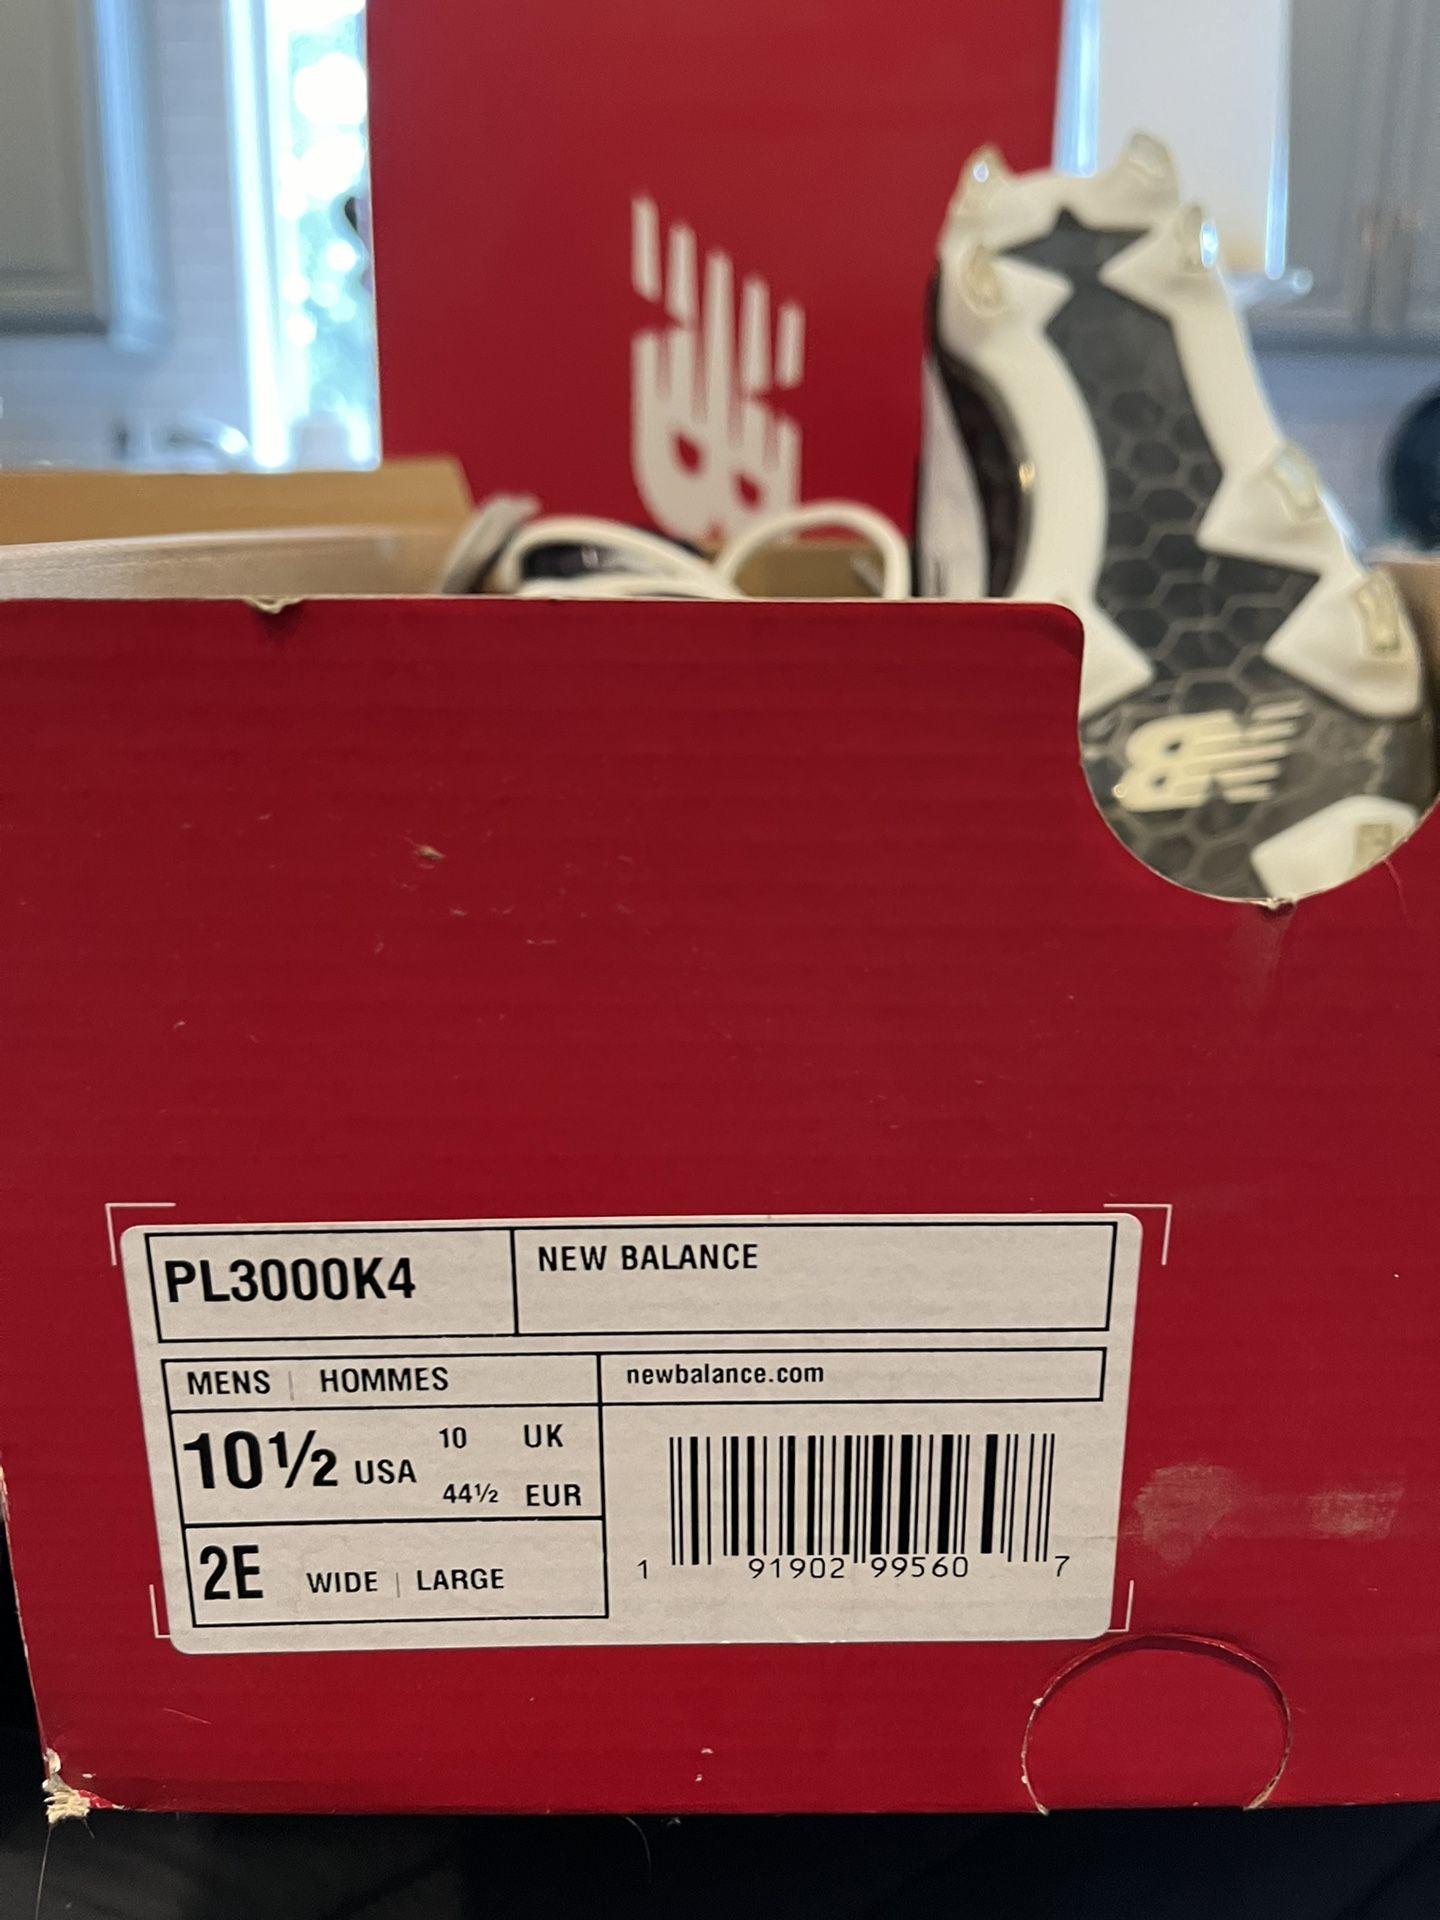 PL3000K4
NEW BALANCE
MENS | HOMMES
newbalance.com
10½ USA
10 UK
44½ EUR
2E WIDE | LARGE
1 91902 99560 7